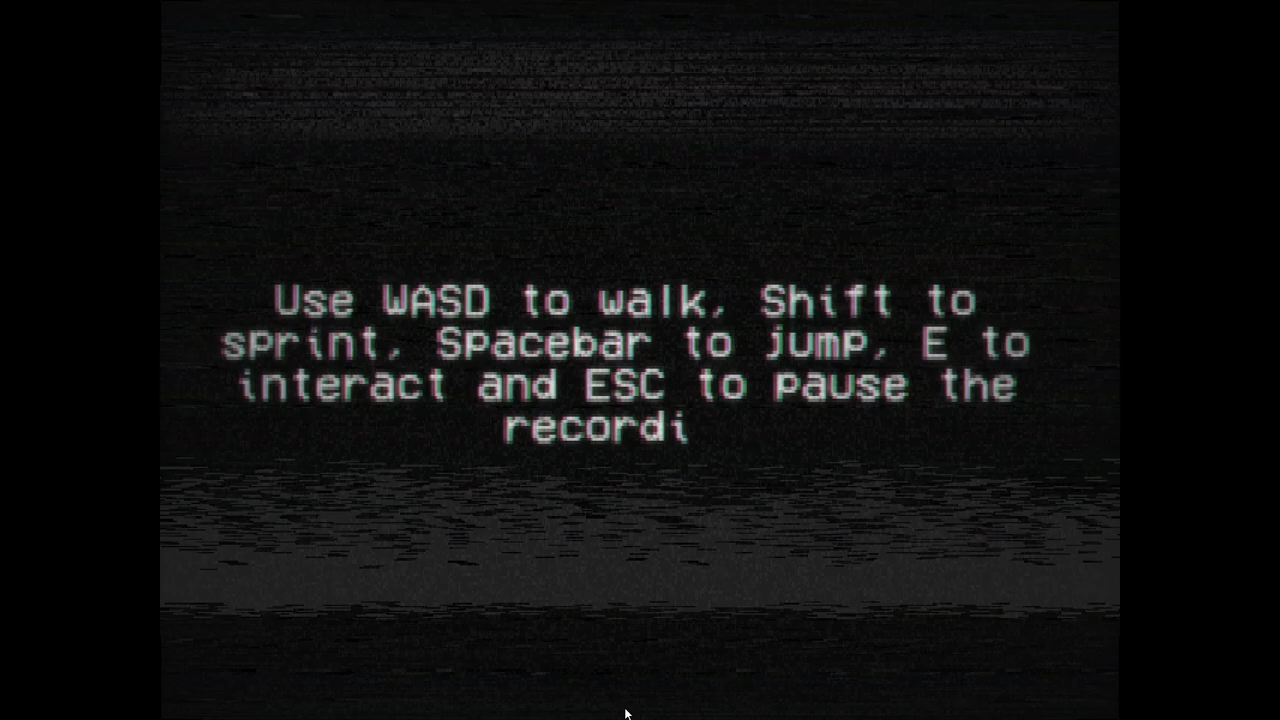 Use WASD to walk, Shift to
sprint, Spacebar to jump, E to
interact and ESC to pause the
recordi